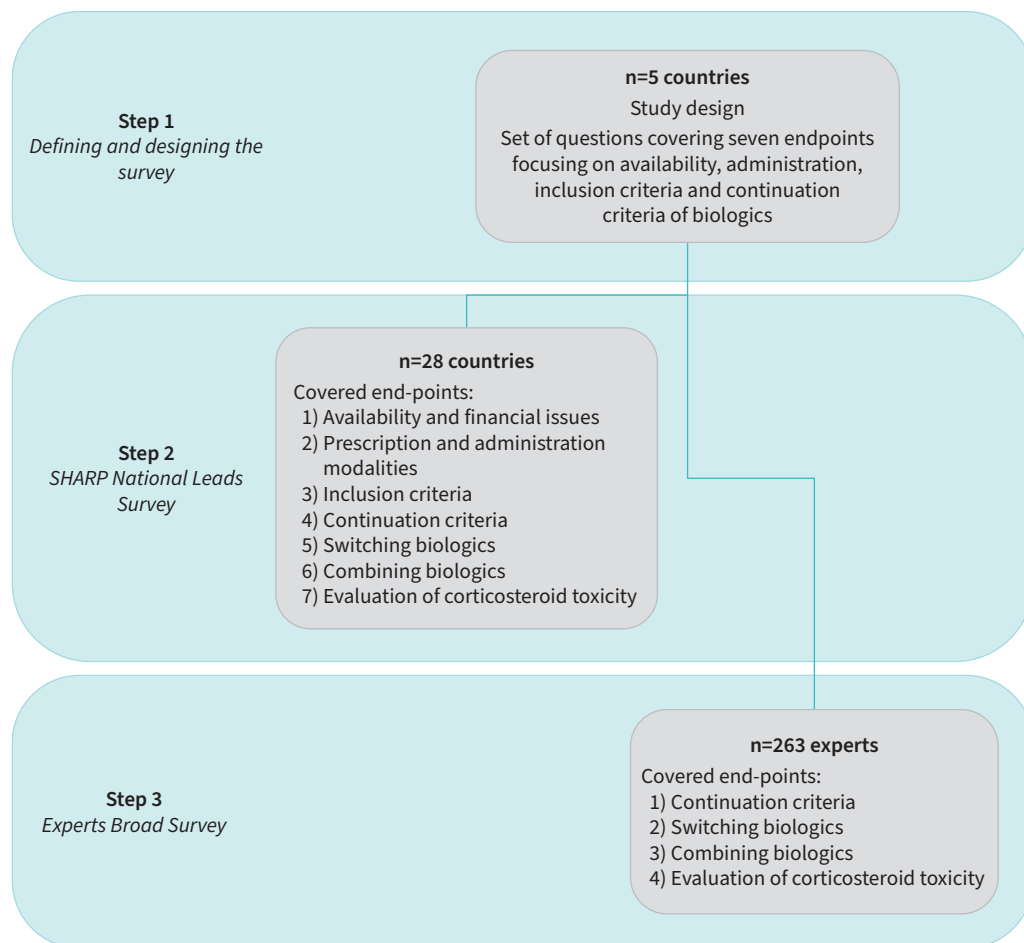 Step 1
Defining and designing the
survey
n=5 countries
Study design
Set of questions covering seven endpoints
focusing on availability, administration,
inclusion criteria and continuation
criteria of biologics
Step 2
SHARP National Leads
Survey
n=28 countries
Covered end-points:
1) Availability and financial issues
2) Prescription and administration
modalities
3) Inclusion criteria
4) Continuation criteria
5) Switching biologics
6) Combining biologics
7) Evaluation of corticosteroid toxicity
Step 3
Experts Broad Survey
n=263 experts
Covered end-points:
1) Continuation criteria
2) Switching biologics
3) Combining biologics
4) Evaluation of corticosteroid toxicity